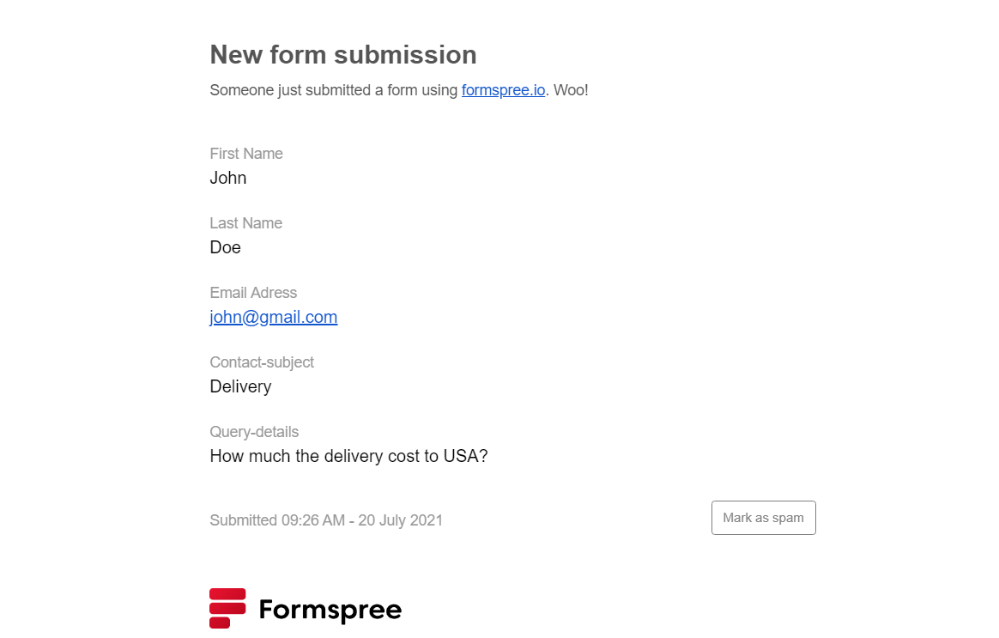 New form submission
Someone just submitted a form using formspree.io. Woo!
First Name
John
Last Name
Doe
Email Adress
john@gmail.com
Contact-subject
Delivery
Query-details
How much the delivery cost to USA?
Submitted 09:26 AM - 20 July 2021
Mark as spam
Formspree